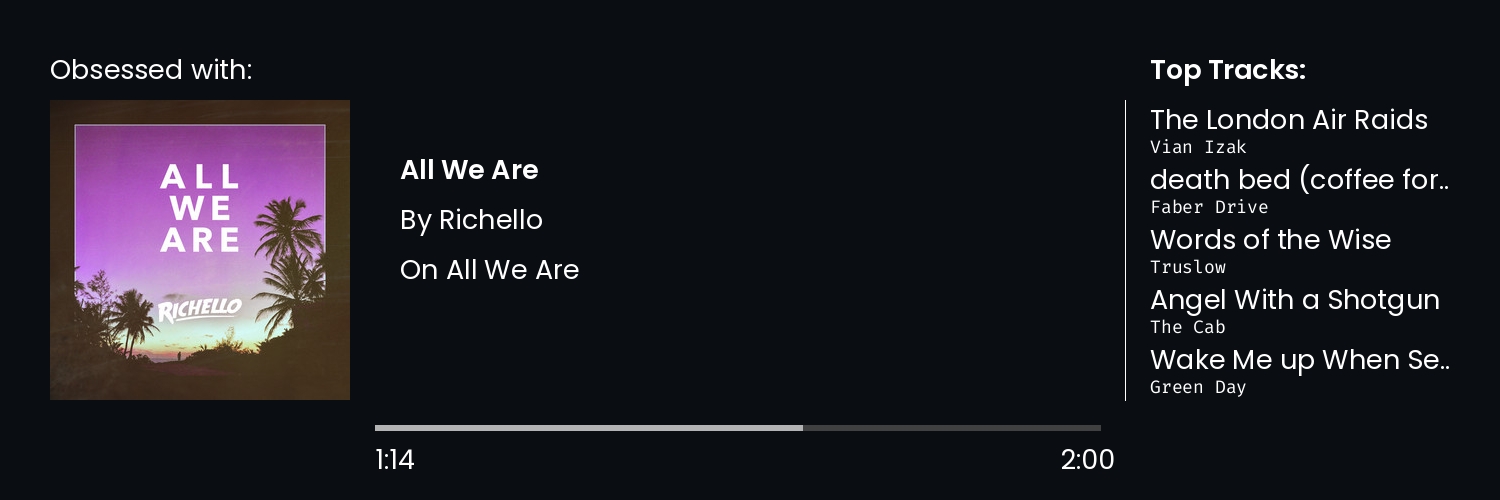 Obsessed with:
ALL
WE
ARE
RICHELLO
All We Are
By Richello
On All We Are
1:14
2:00
Top Tracks:
The London Air Raids
Vian Izak
death bed (coffee for..
Faber Drive
Words of the Wise
Truslow
Angel With a Shotgun
The Cab
Wake Me up When Se..
Green Day